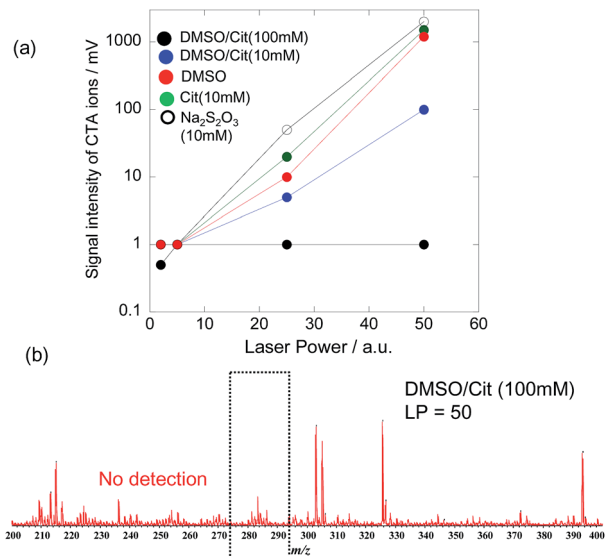 (a)
Signal intensity of CTA ions / mV
1000
100
10
1
0.1
DMSO/Cit(100mM)
DMSO/Cit(10mM)
DMSO
Cit(10mM)
Na₂S₂O₃
(10mM)
0 10 20 30 40 50 60
Laser Power / a.u.
(b)
DMSO/Cit (100mM)
LP = 50
No detection
200 210 220 230 240 250 260 270 280 290 300 310 320 330 340 350 360 370 380 390 400
m/z